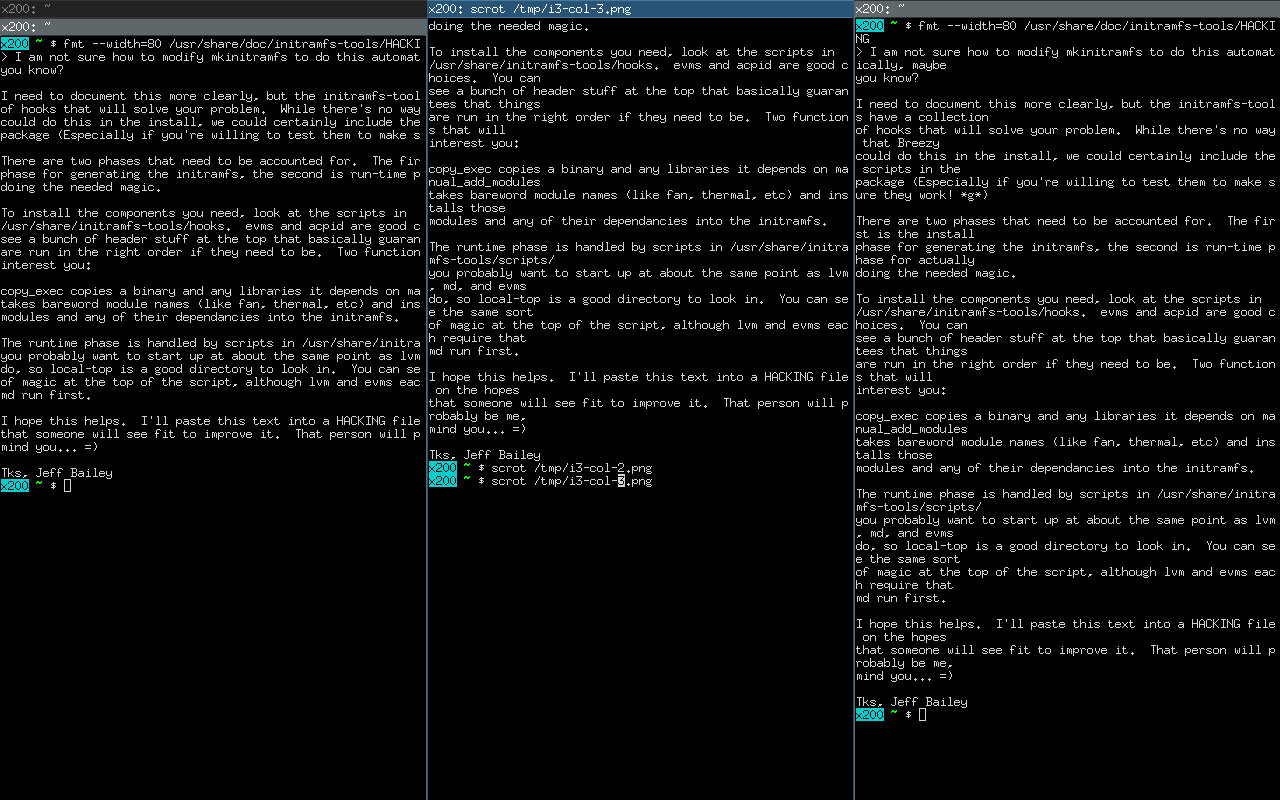 x200: ~
x200: ~
x200 ~ $ fmt --width=80 /usr/share/doc/initramfs-tools/HACKI
> I am not sure how to modify mkinitramfs to do this automat
you know?
I need to document this more clearly, but the initramfs-tool
of hooks that will solve your problem.  While there's no way
could do this in the install, we could certainly include the
package (Especially if you're willing to test them to make s
There are two phases that need to be accounted for.  The fir
phase for generating the initramfs, the second is run-time p
doing the needed magic.
To install the components you need, look at the scripts in
/usr/share/initramfs-tools/hooks.  evms and acpid are good c
see a bunch of header stuff at the top that basically guaran
are run in the right order if they need to be.  Two function
interest you:
copy_exec copies a binary and any libraries it depends on ma
takes bareword module names (like fan, thermal, etc) and ins
modules and any of their dependancies into the initramfs.
The runtime phase is handled by scripts in /usr/share/initra
you probably want to start up at about the same point as lvm
do, so local-top is a good directory to look in.  You can se
of magic at the top of the script, although lvm and evms eac
md run first.
I hope this helps.  I'll paste this text into a HACKING file
that someone will see fit to improve it.  That person will p
mind you... =)
Tks, Jeff Bailey
x200 ~ $
x200: scrot /tmp/i3-col-3.png
doing the needed magic.
To install the components you need, look at the scripts in
/usr/share/initramfs-tools/hooks.  evms and acpid are good c
hoices.  You can
see a bunch of header stuff at the top that basically guaran
tees that things
are run in the right order if they need to be.  Two function
s that will
interest you:
copy_exec copies a binary and any libraries it depends on ma
nual_add_modules
takes bareword module names (like fan, thermal, etc) and ins
talls those
modules and any of their dependancies into the initramfs.
The runtime phase is handled by scripts in /usr/share/initra
mfs-tools/scripts/
you probably want to start up at about the same point as lvm
, md, and evms
do, so local-top is a good directory to look in.  You can se
e the same sort
of magic at the top of the script, although lvm and evms eac
h require that
md run first.
I hope this helps.  I'll paste this text into a HACKING file
 on the hopes
that someone will see fit to improve it.  That person will p
robably be me,
mind you... =)
Tks, Jeff Bailey
x200 ~ $ scrot /tmp/i3-col-2.png
x200 ~ $ scrot /tmp/i3-col-3.png
x200: ~
x200 ~ $ fmt --width=80 /usr/share/doc/initramfs-tools/HACKI
NG
> I am not sure how to modify mkinitramfs to do this automat
ically, maybe
you know?
I need to document this more clearly, but the initramfs-tool
s have a collection
of hooks that will solve your problem.  While there's no way
 that Breezy
could do this in the install, we could certainly include the
 scripts in the
package (Especially if you're willing to test them to make s
ure they work! *g*)
There are two phases that need to be accounted for.  The fir
st is the install
phase for generating the initramfs, the second is run-time p
hase for actually
doing the needed magic.
To install the components you need, look at the scripts in
/usr/share/initramfs-tools/hooks.  evms and acpid are good c
hoices.  You can
see a bunch of header stuff at the top that basically guaran
tees that things
are run in the right order if they need to be.  Two function
s that will
interest you:
copy_exec copies a binary and any libraries it depends on ma
nual_add_modules
takes bareword module names (like fan, thermal, etc) and ins
talls those
modules and any of their dependancies into the initramfs.
The runtime phase is handled by scripts in /usr/share/initra
mfs-tools/scripts/
you probably want to start up at about the same point as lvm
, md, and evms
do, so local-top is a good directory to look in.  You can se
e the same sort
of magic at the top of the script, although lvm and evms eac
h require that
md run first.
I hope this helps.  I'll paste this text into a HACKING file
 on the hopes
that someone will see fit to improve it.  That person will p
robably be me,
mind you... =)
Tks, Jeff Bailey
x200 ~ $